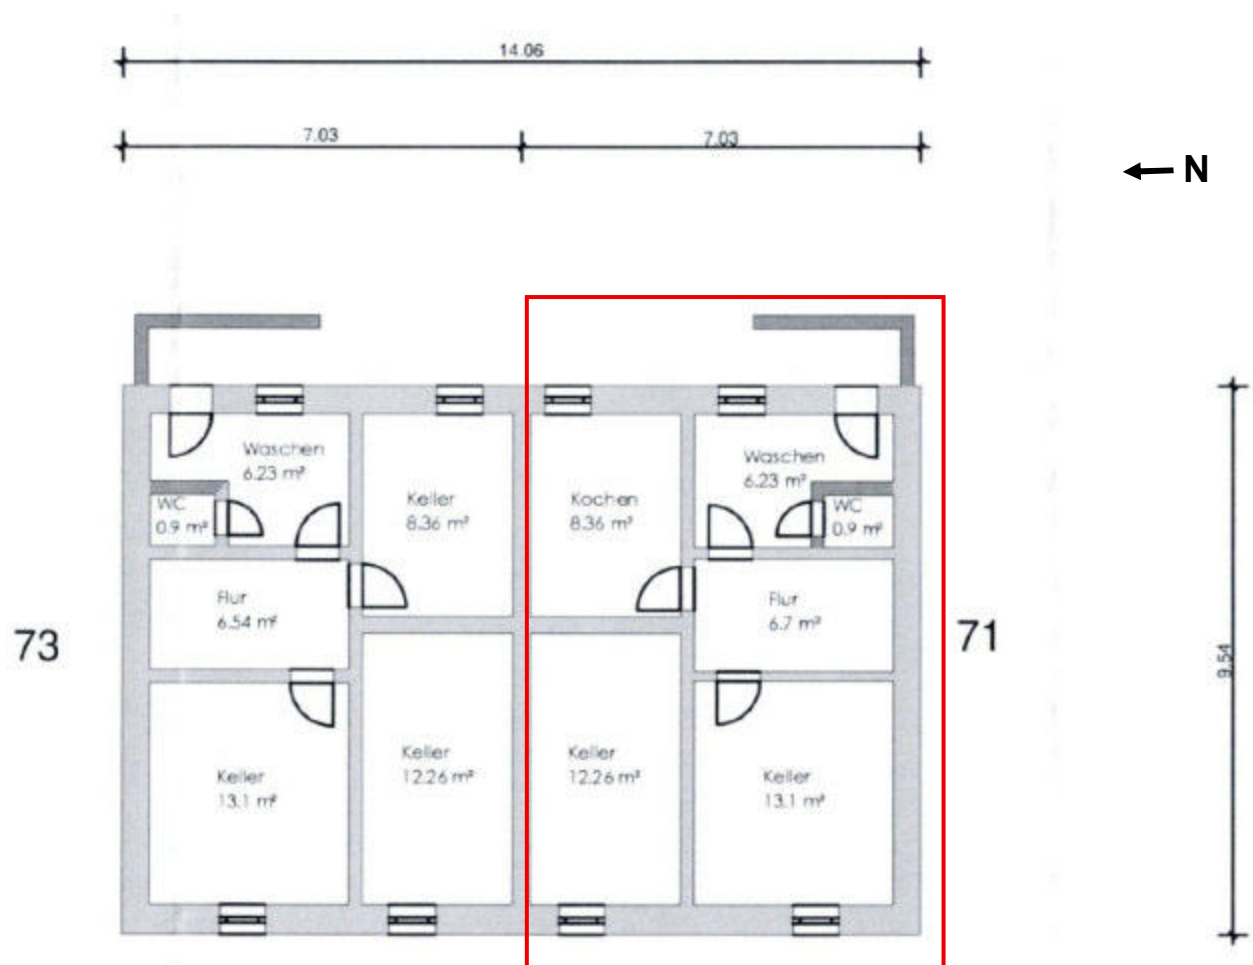 14.06
7.03
7.03
N
Waschen
6.23 m²
WC
0.9 m²
Keller
8.36 m²
Kochen
8.36 m²
Waschen
6.23 m²
WC
0.9 m²
Flur
6.54 m²
Flur
6.7 m²
73
71
9.54
Keller
13.1 m²
Keller
12.26 m²
Keller
12.26 m²
Keller
13.1 m²